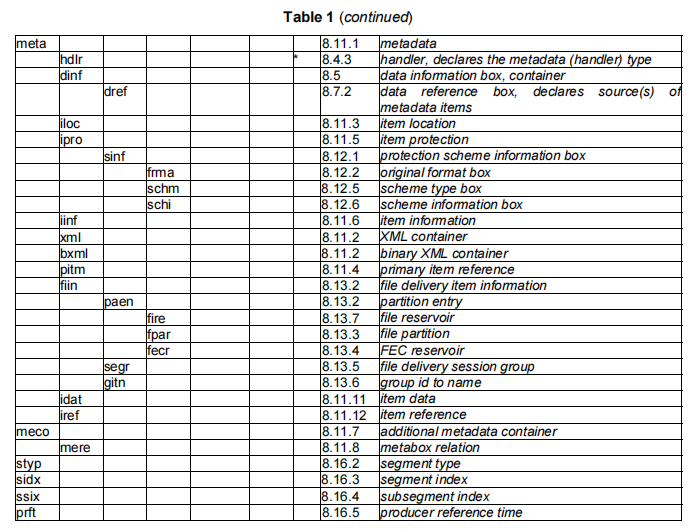 Table 1 (continued)
meta 8.11.1 metadata
hdlr * 8.4.3 handler, declares the metadata (handler) type
dinf 8.5 data information box, container
dref 8.7.2 data reference box, declares source(s) of
metadata items
iloc 8.11.3 item location
ipro 8.11.5 item protection
sinf 8.12.1 protection scheme information box
frma 8.12.2 original format box
schm 8.12.5 scheme type box
schi 8.12.6 scheme information box
iinf 8.11.6 item information
xml 8.11.2 XML container
bxml 8.11.2 binary XML container
pitm 8.11.4 primary item reference
fiin 8.13.2 file delivery item information
paen 8.13.2 partition entry
fire 8.13.7 file reservoir
fpar 8.13.3 file partition
fecr 8.13.4 FEC reservoir
segr 8.13.5 file delivery session group
gitn 8.13.6 group id to name
idat 8.11.11 item data
iref 8.11.12 item reference
meco 8.11.7 additional metadata container
mere 8.11.8 metabox relation
styp 8.16.2 segment type
sidx 8.16.3 segment index
ssix 8.16.4 subsegment index
prft 8.16.5 producer reference time